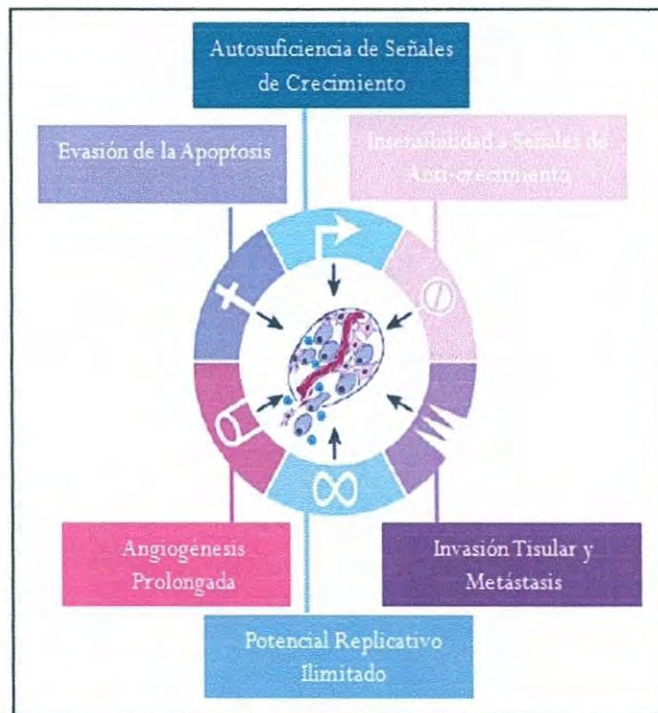 Autosuficiencia de Señales
de Crecimiento
Evasión de la Apoptosis
Insensibilidad a Señales de
Anti-crecimiento
Angiogénesis
Prolongada
Invasión Tisular y
Metástasis
Potencial Replicativo
Ilimitado